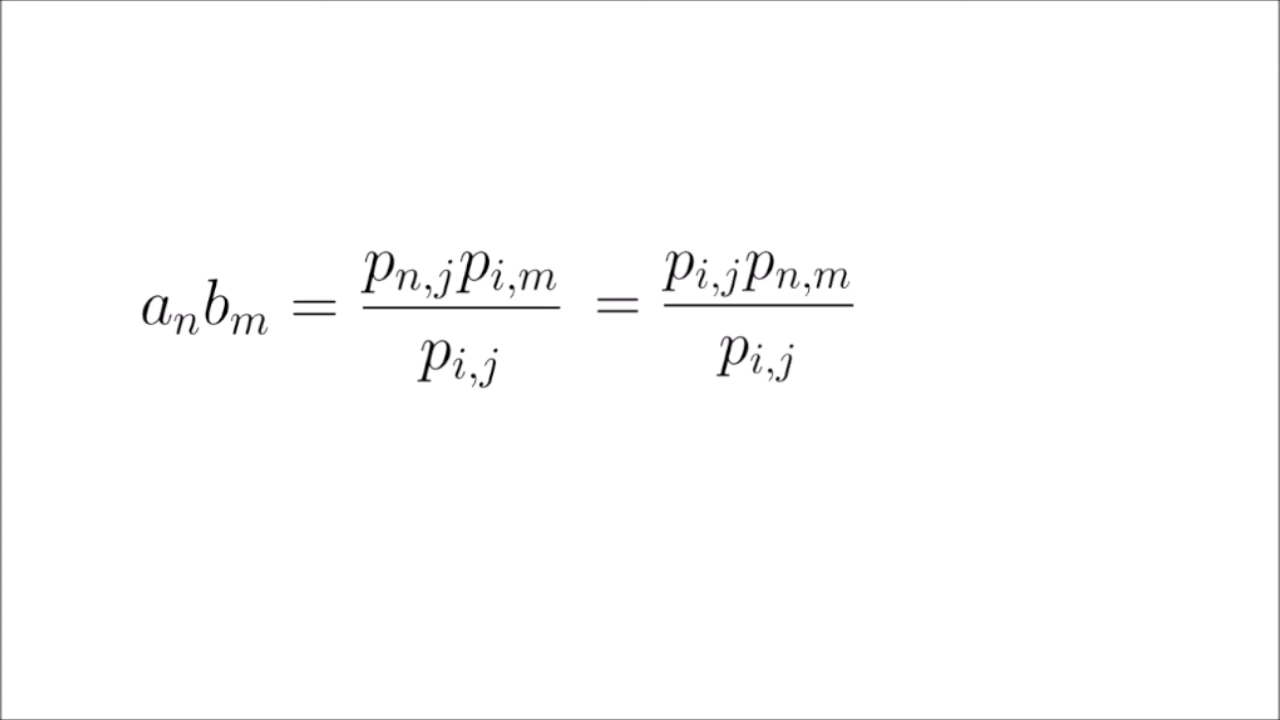 $a_n b_m = \frac{p_{n,j} p_{i,m}}{p_{i,j}} = \frac{p_{i,j} p_{n,m}}{p_{i,j}}$